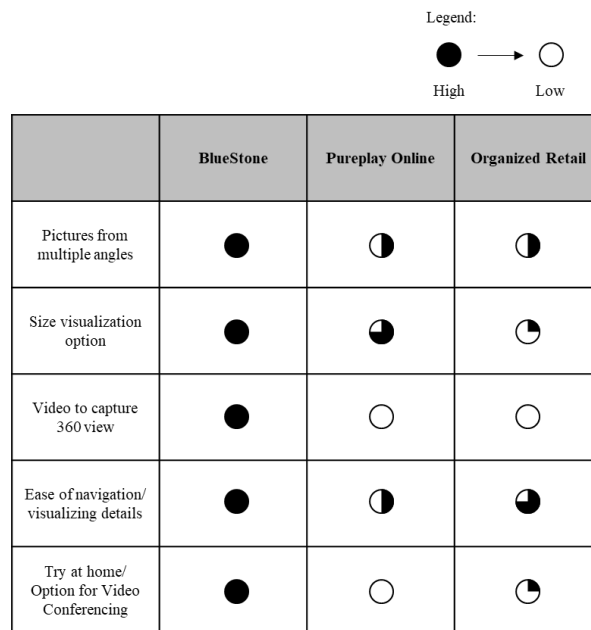 Legend:
High Low
BlueStone Pureplay Online Organized Retail
Pictures from
multiple angles
Size visualization
option
Video to capture
360 view
Ease of navigation/
visualizing details
Try at home/
Option for Video
Conferencing